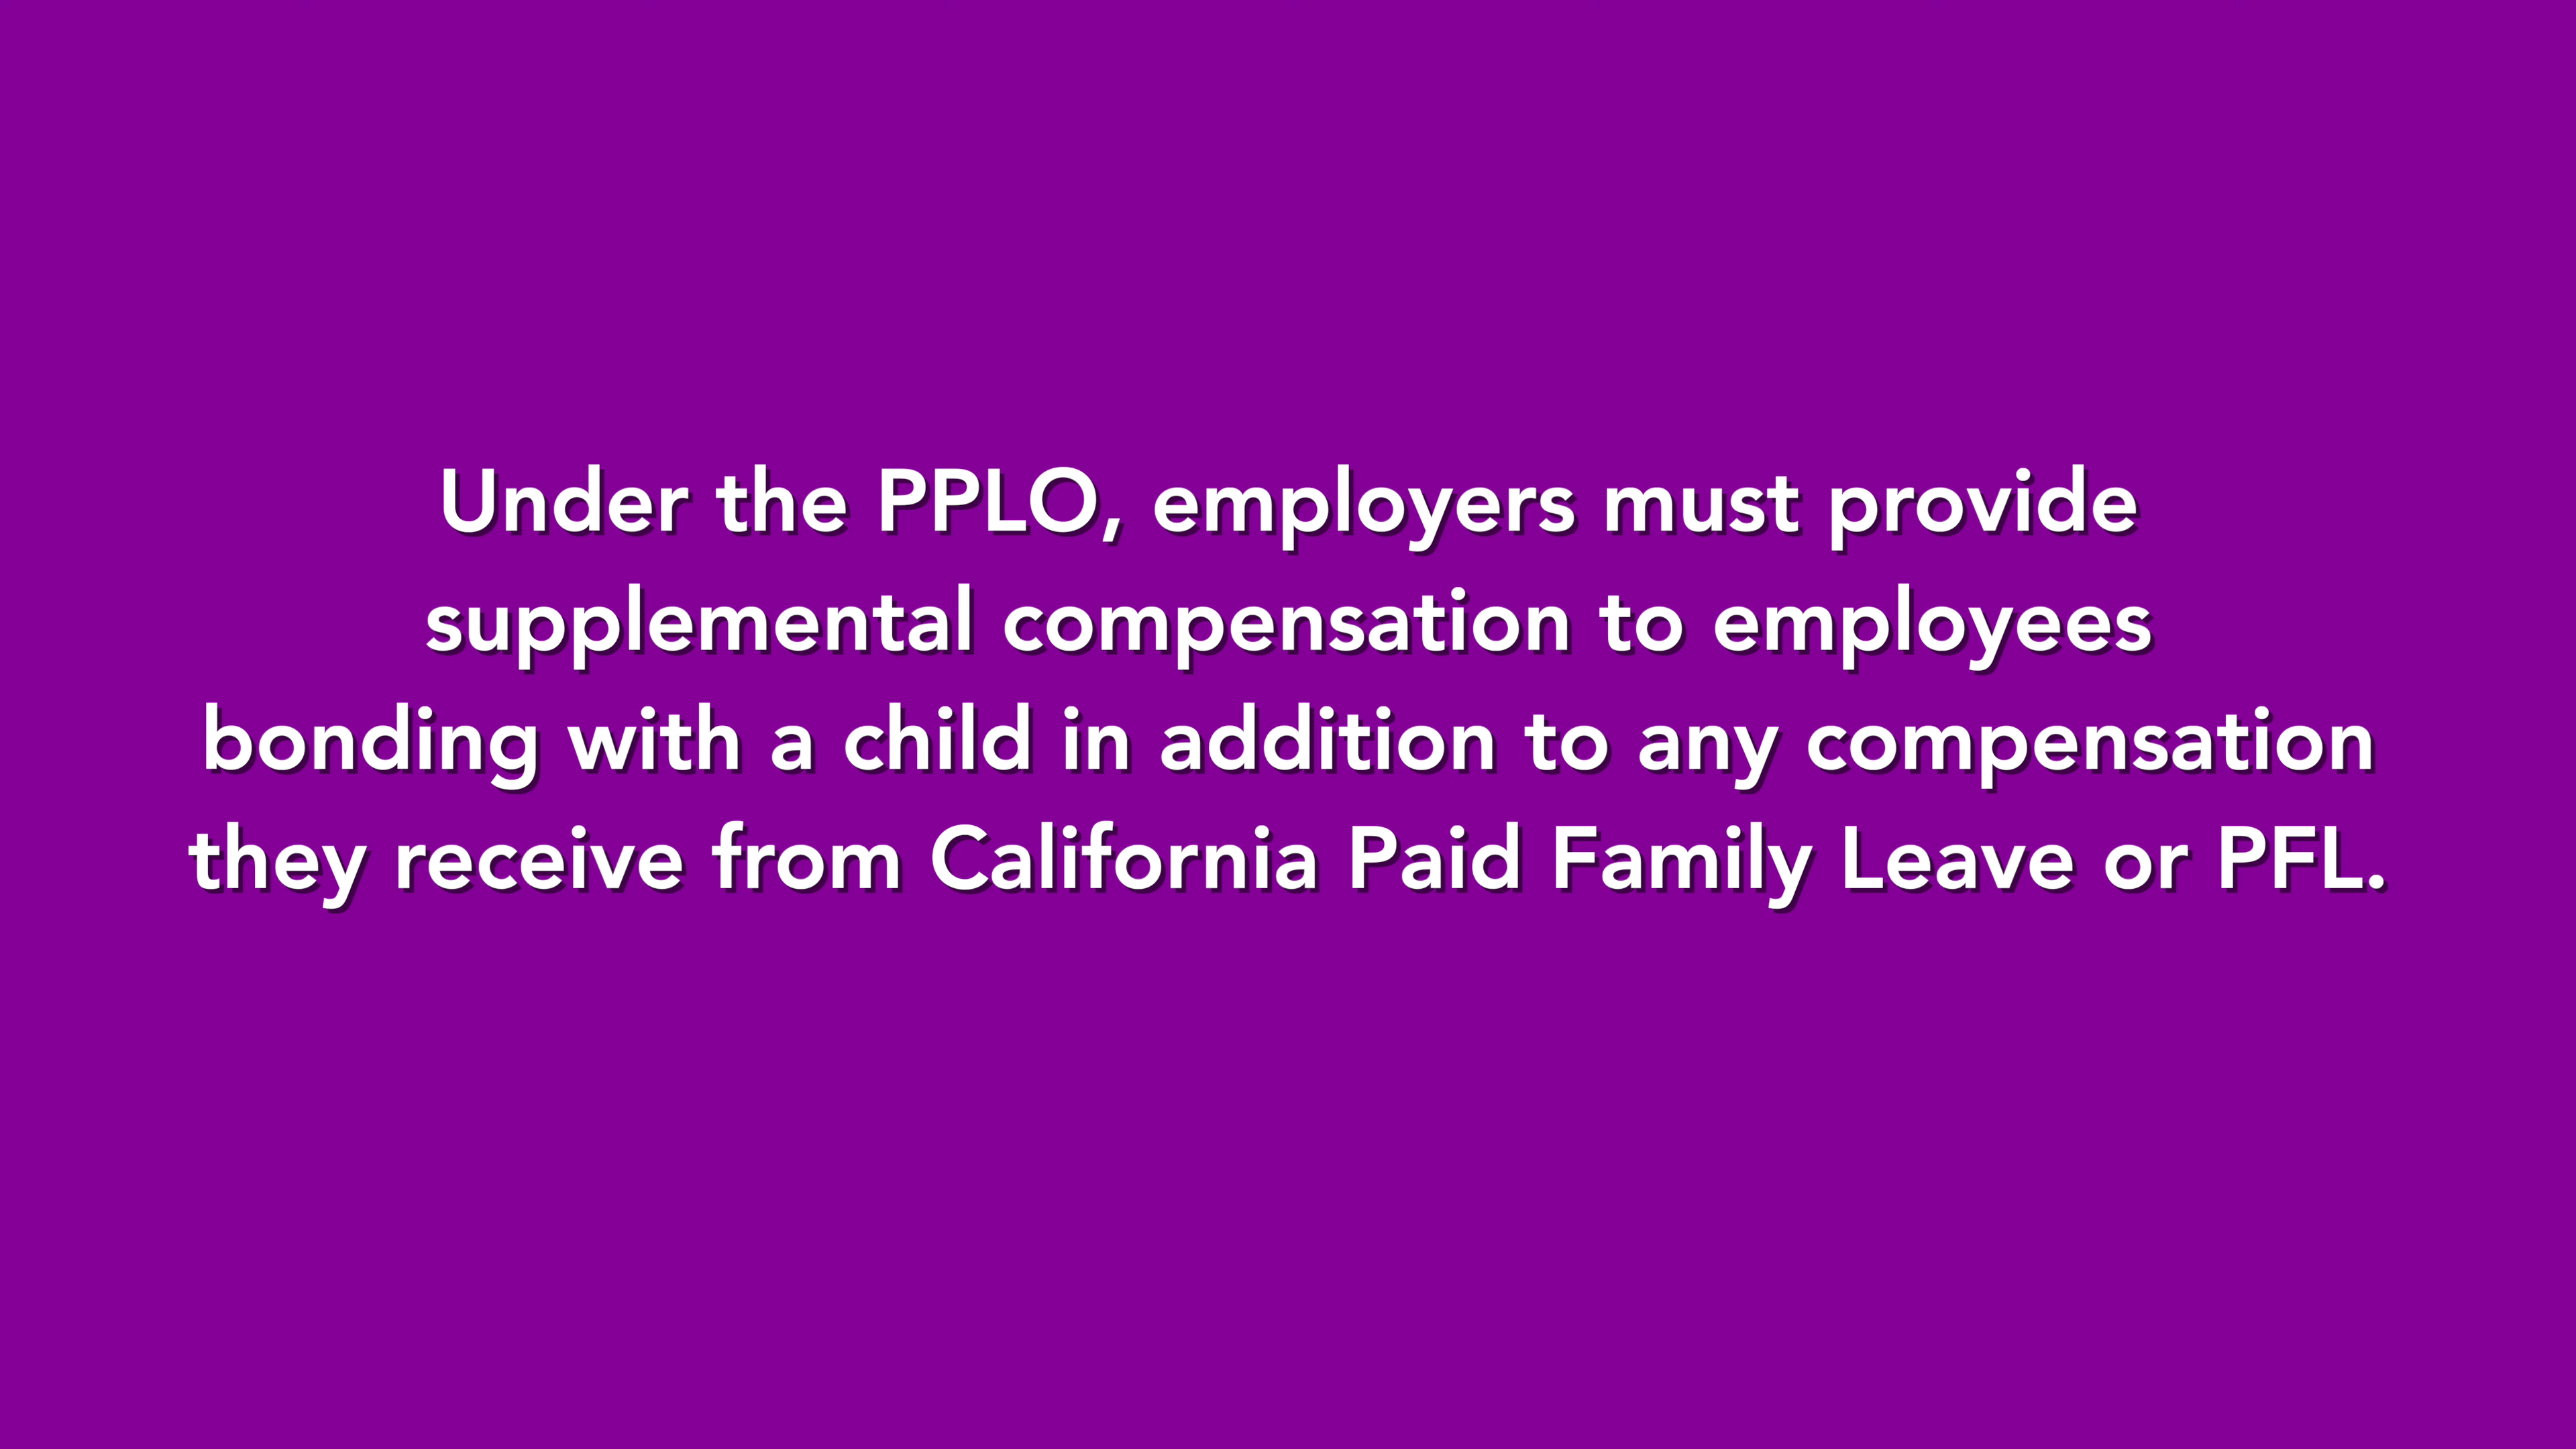 Under the PPLO, employers must provide
supplemental compensation to employees
bonding with a child in addition to any compensation
they receive from California Paid Family Leave or PFL.